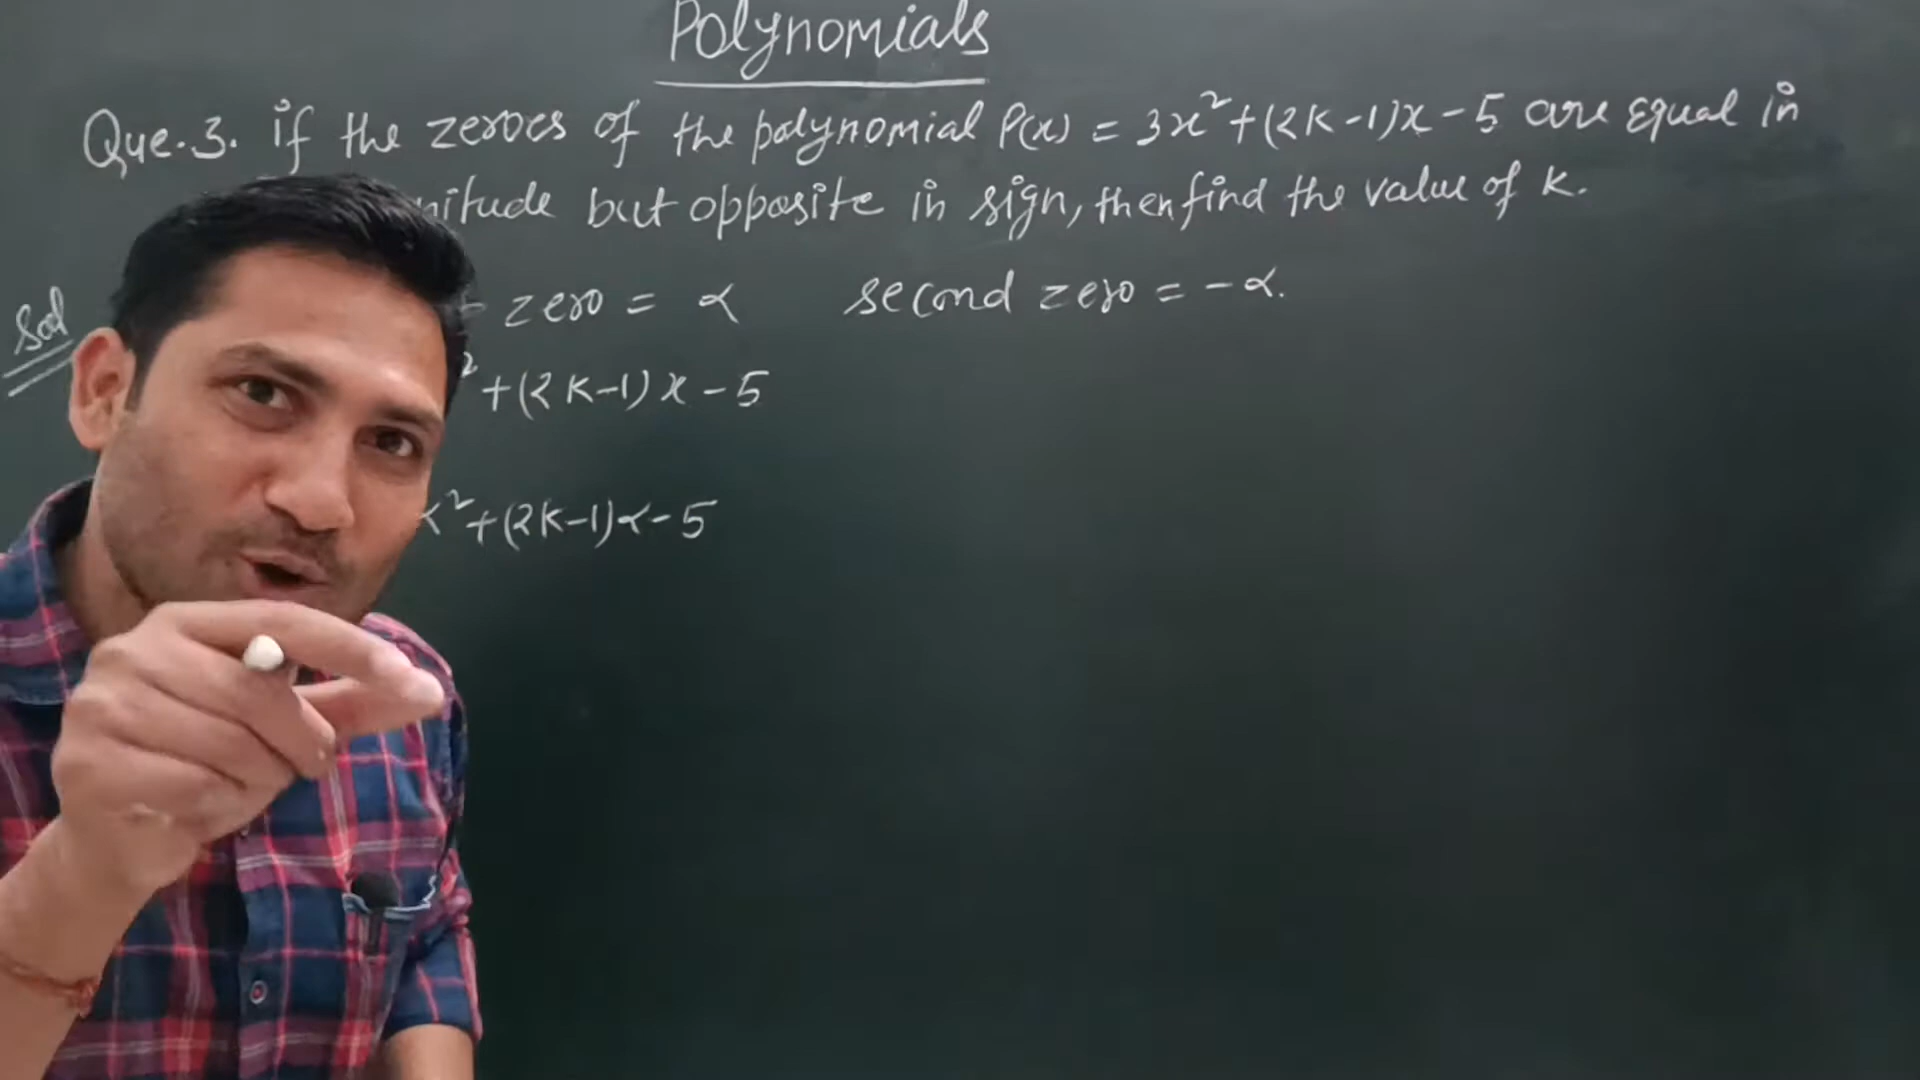 Polynomials
Que.3. if the zeroes of the polynomial P(x) = 3x²+(2k-1)x-5 are equal in
but opposite in sign, then find the value of k.
Sol zero = α second zero = -α.
²+(2k-1)x-5
α²+(2k-1)α-5